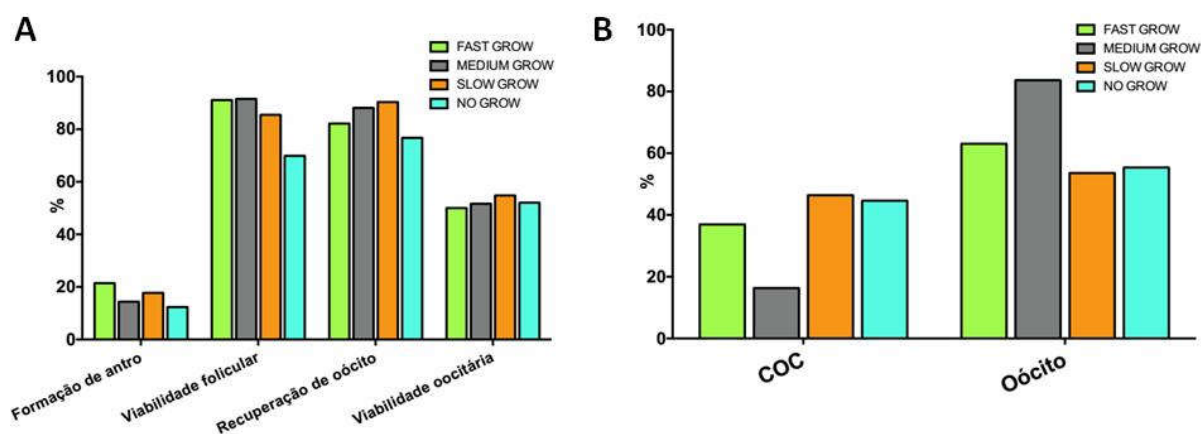 A
FAST GROW
MEDIUM GROW
SLOW GROW
NO GROW
100
80
60
40
20
0
%
Formação de antro
Viabilidade folicular
Recuperação de oócito
Viabilidade oocitária
B
FAST GROW
MEDIUM GROW
SLOW GROW
NO GROW
100
80
60
40
20
0
%
COC
Oócito